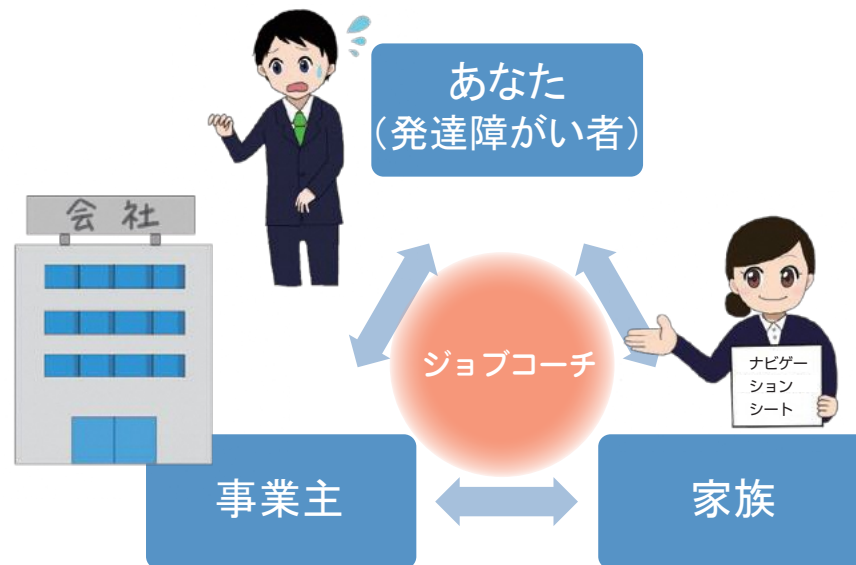 あなた
（発達障がい者）
会社
ジョブコーチ
ナビゲー
ション
シート
事業主
家族